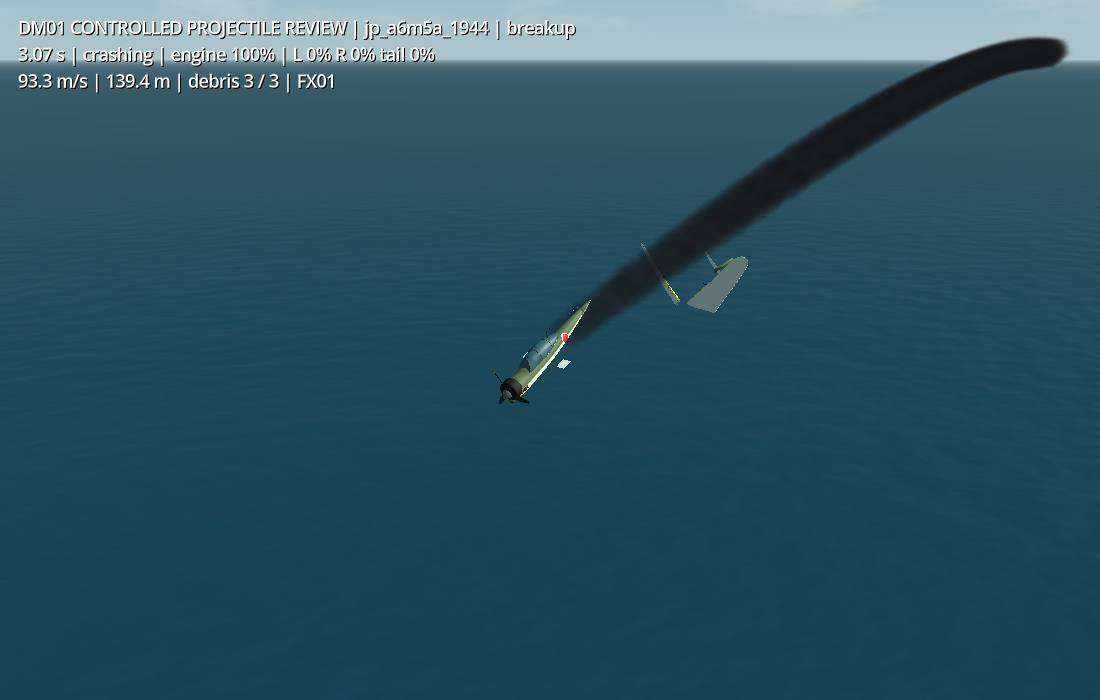 DM01 CONTROLLED PROJECTILE REVIEW | jp_a6m5a_1944 | breakup
3.07 s | crashing | engine 100% | L 0% R 0% tail 0%
93.3 m/s | 139.4 m | debris 3 / 3 | FX01